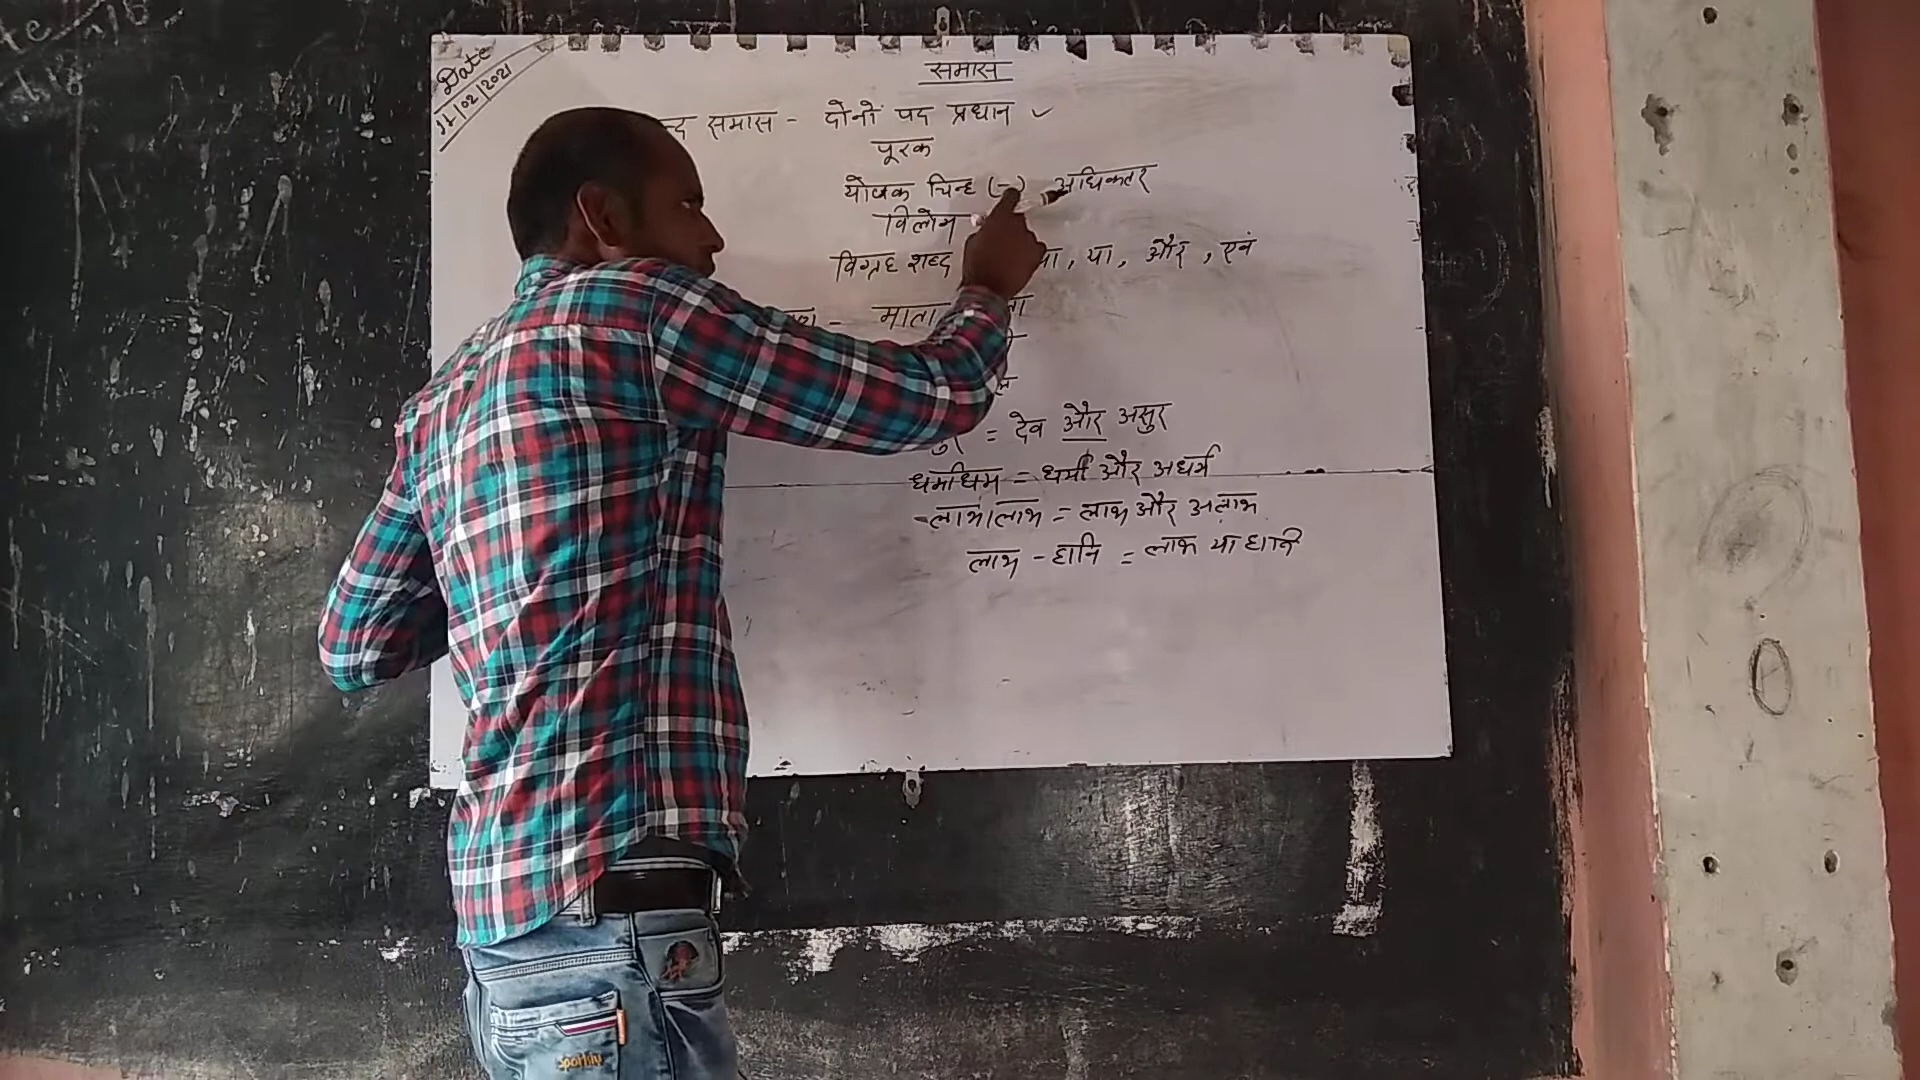 Date
11/02/2021
समास
न्द समास - दोनों पद प्रधान ✓
पूरक
योजक चिन्ह (-) अधिकतर
विलोम
विग्रह शब्द या, और, एवं
माता
= देव और असुर
धर्माधर्म = धर्म और अधर्म
लाभालाभ = लाभ और अलाभ
लाभ - हानि = लाभ या हानि